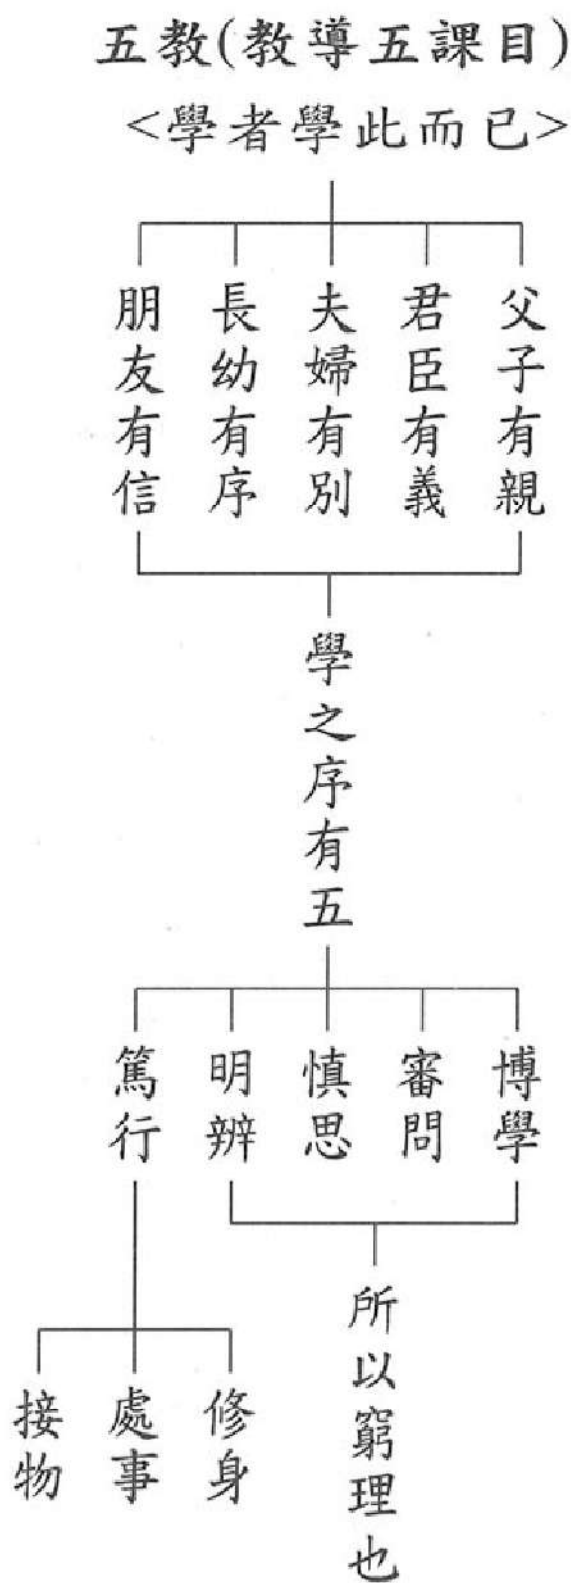 五教(教導五課目)
<學者學此而已>
父子有親
君臣有義
夫婦有別
長幼有序
朋友有信
學之序有五
博學
審問
慎思
明辨
篤行
所以窮理也
修身
處事
接物